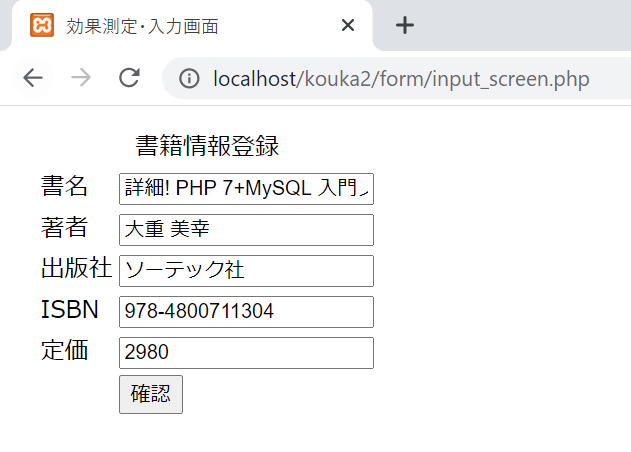 効果測定･入力画面
localhost/kouka2/form/input_screen.php
書籍情報登録
書名 詳細! PHP 7+MySQL 入門
著者 大重 美幸
出版社 ソーテック社
ISBN 978-4800711304
定価 2980
確認